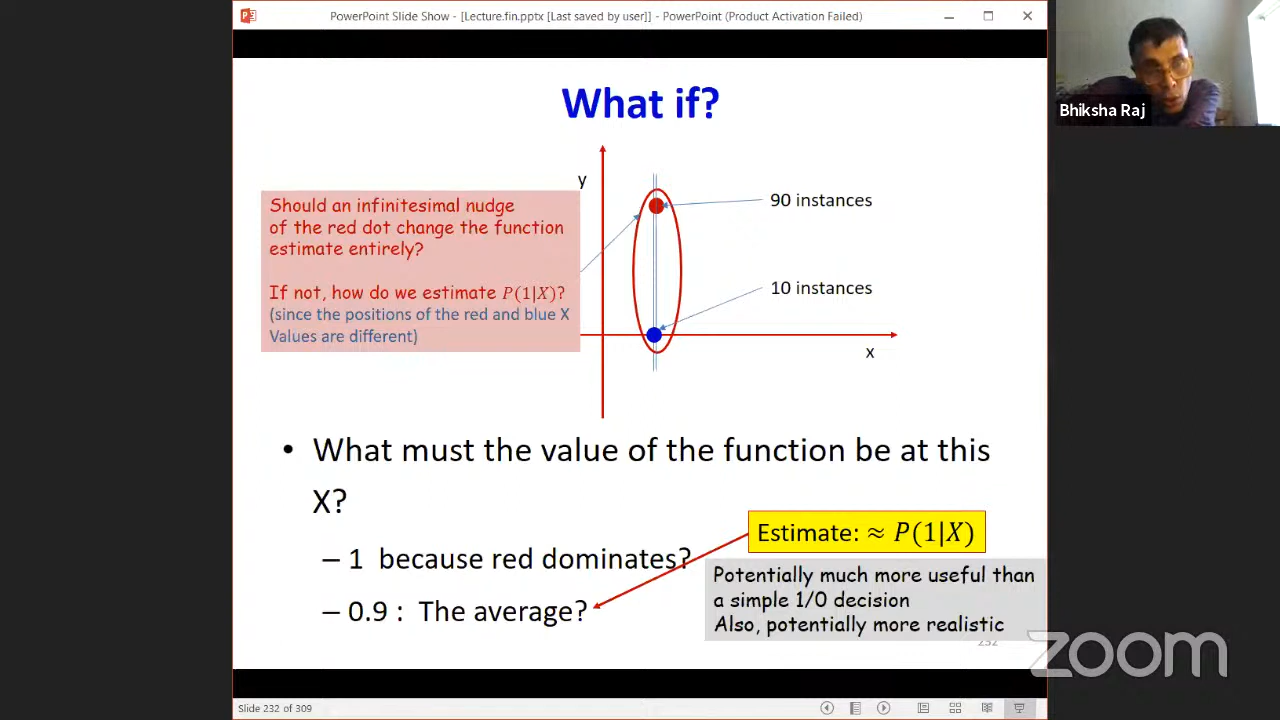 PowerPoint Slide Show - [Lecture.fin.pptx [Last saved by user]] - PowerPoint (Product Activation Failed)
Bhiksha Raj
What if?
y
Should an infinitesimal nudge
of the red dot change the function
estimate entirely?
If not, how do we estimate P(1|X)?
(since the positions of the red and blue X
Values are different)
90 instances
10 instances
x
• What must the value of the function be at this
X?
– 1 because red dominates?
– 0.9 : The average?
Estimate: ≈ P(1|X)
Potentially much more useful than
a simple 1/0 decision
Also, potentially more realistic
232
zoom
Slide 232 of 309